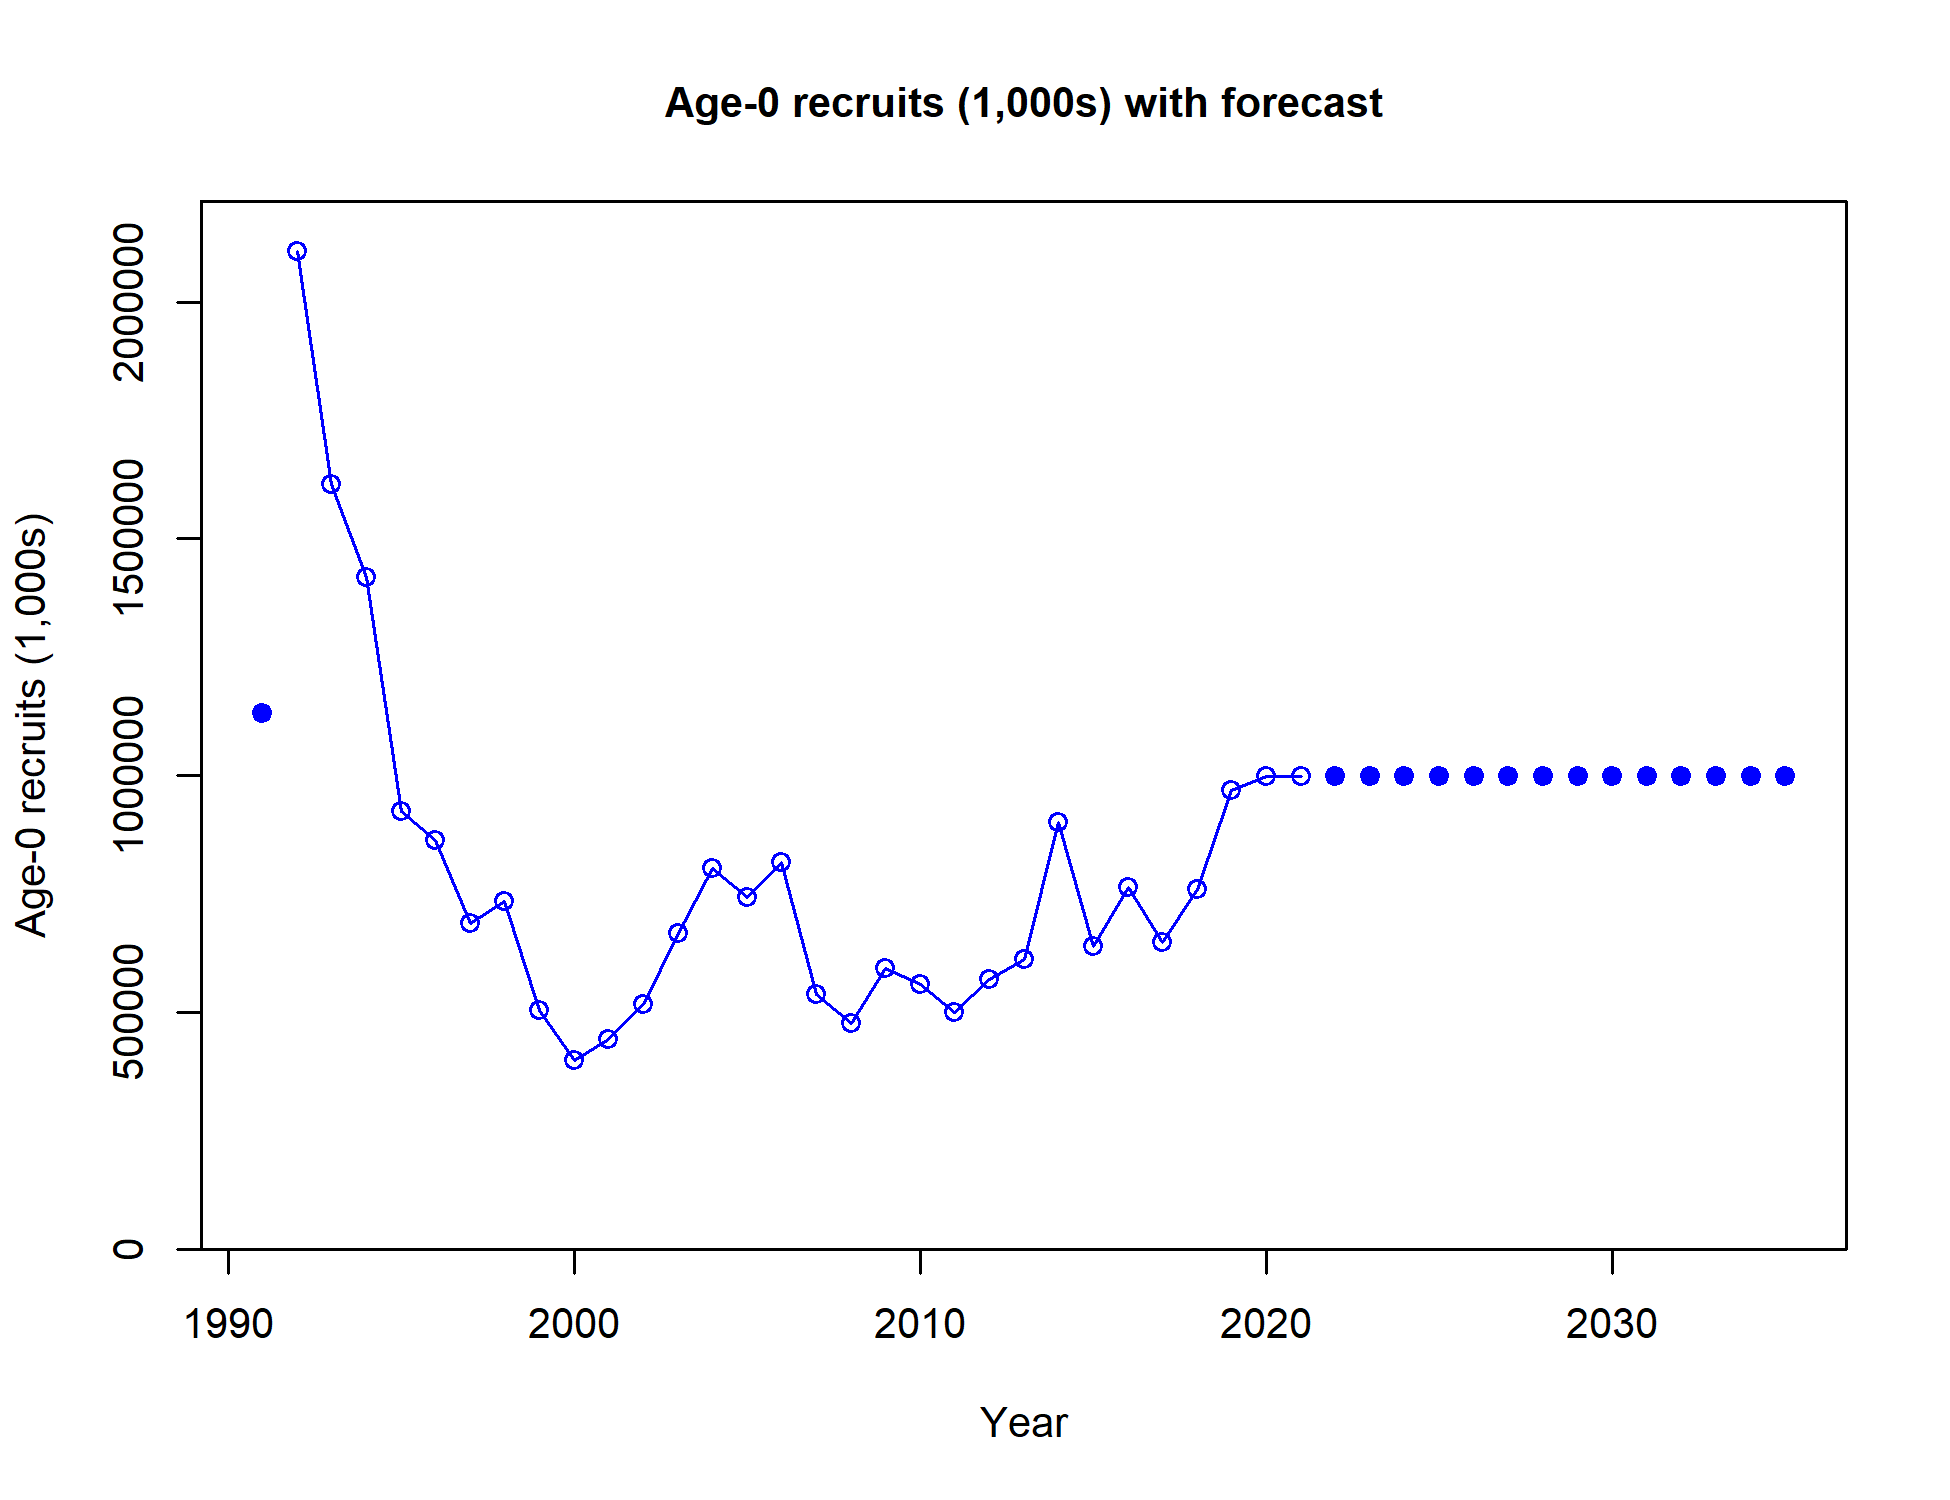 Age-0 recruits (1,000s) with forecast
Age-0 recruits (1,000s)
2000000
1500000
1000000
500000
0
1990 2000 2010 2020 2030
Year